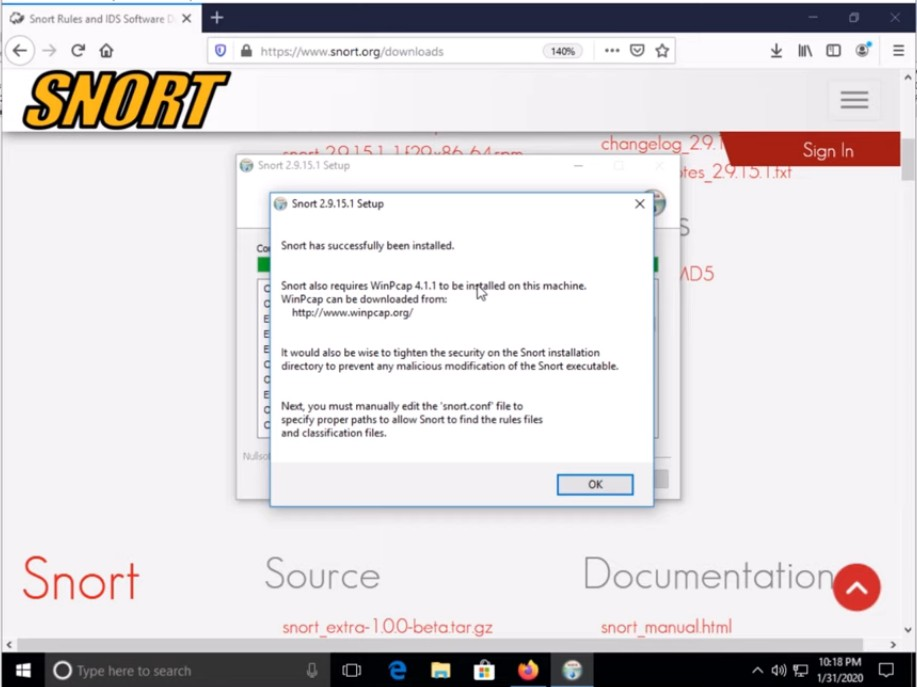 Snort Rules and IDS Software D
https://www.snort.org/downloads
140%
SNORT
Sign In
snort-2.9.15.1-1.f29.x86_64.rpm
changelog_2.9.1
tes_2.9.15.1.txt
Snort 2.9.15.1 Setup
s
MD5
Co
Snort 2.9.15.1 Setup
Snort has successfully been installed.
Snort also requires WinPcap 4.1.1 to be installed on this machine.
WinPcap can be downloaded from:
http://www.winpcap.org/
It would also be wise to tighten the security on the Snort installation
directory to prevent any malicious modification of the Snort executable.
Next, you must manually edit the 'snort.conf' file to
specify proper paths to allow Snort to find the rules files
and classification files.
OK
Nullsof
Snort
Source
Documentation
snort_extra-1.0.0-beta.tar.gz
snort_manual.html
Type here to search
10:18 PM
1/31/2020